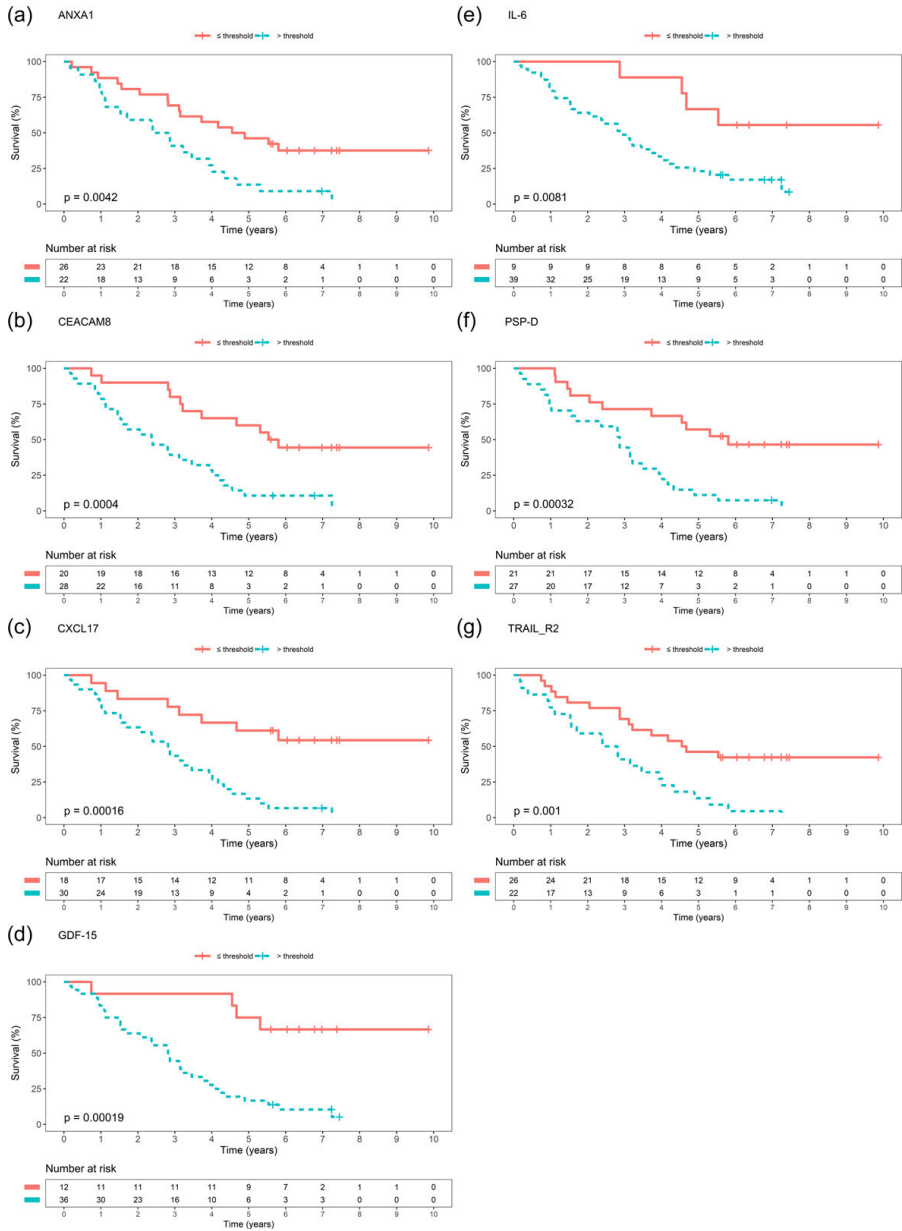 (a) ANXA1
≤ threshold > threshold
100
75
50
25
0
Survival (%)
p = 0.0042
0 1 2 3 4 5 6 7 8 9 10
Time (years)
Number at risk
26 23 21 18 15 12 8 4 1 1 0
22 18 13 9 6 3 2 1 0 0 0
0 1 2 3 4 5 6 7 8 9 10
Time (years)
(b) CEACAM8
≤ threshold > threshold
100
75
50
25
0
Survival (%)
p = 0.0004
0 1 2 3 4 5 6 7 8 9 10
Time (years)
Number at risk
20 19 18 16 13 12 8 4 1 1 0
28 22 16 11 8 3 2 1 0 0 0
0 1 2 3 4 5 6 7 8 9 10
Time (years)
(c) CXCL17
≤ threshold > threshold
100
75
50
25
0
Survival (%)
p = 0.00016
0 1 2 3 4 5 6 7 8 9 10
Time (years)
Number at risk
18 17 15 14 12 11 8 4 1 1 0
30 24 19 13 9 4 2 1 0 0 0
0 1 2 3 4 5 6 7 8 9 10
Time (years)
(d) GDF-15
≤ threshold > threshold
100
75
50
25
0
Survival (%)
p = 0.00019
0 1 2 3 4 5 6 7 8 9 10
Time (years)
Number at risk
12 11 11 11 11 9 7 2 1 1 0
36 30 23 16 10 6 3 3 0 0 0
0 1 2 3 4 5 6 7 8 9 10
Time (years)
(e) IL-6
≤ threshold > threshold
100
75
50
25
0
Survival (%)
p = 0.0081
0 1 2 3 4 5 6 7 8 9 10
Time (years)
Number at risk
9 9 9 8 8 6 5 2 1 1 0
39 32 25 19 13 9 5 3 0 0 0
0 1 2 3 4 5 6 7 8 9 10
Time (years)
(f) PSP-D
≤ threshold > threshold
100
75
50
25
0
Survival (%)
p = 0.00032
0 1 2 3 4 5 6 7 8 9 10
Time (years)
Number at risk
21 21 17 15 14 12 8 4 1 1 0
27 20 17 12 7 3 2 1 0 0 0
0 1 2 3 4 5 6 7 8 9 10
Time (years)
(g) TRAIL_R2
≤ threshold > threshold
100
75
50
25
0
Survival (%)
p = 0.001
0 1 2 3 4 5 6 7 8 9 10
Time (years)
Number at risk
26 24 21 18 15 12 9 4 1 1 0
22 17 13 9 6 3 1 1 0 0 0
0 1 2 3 4 5 6 7 8 9 10
Time (years)